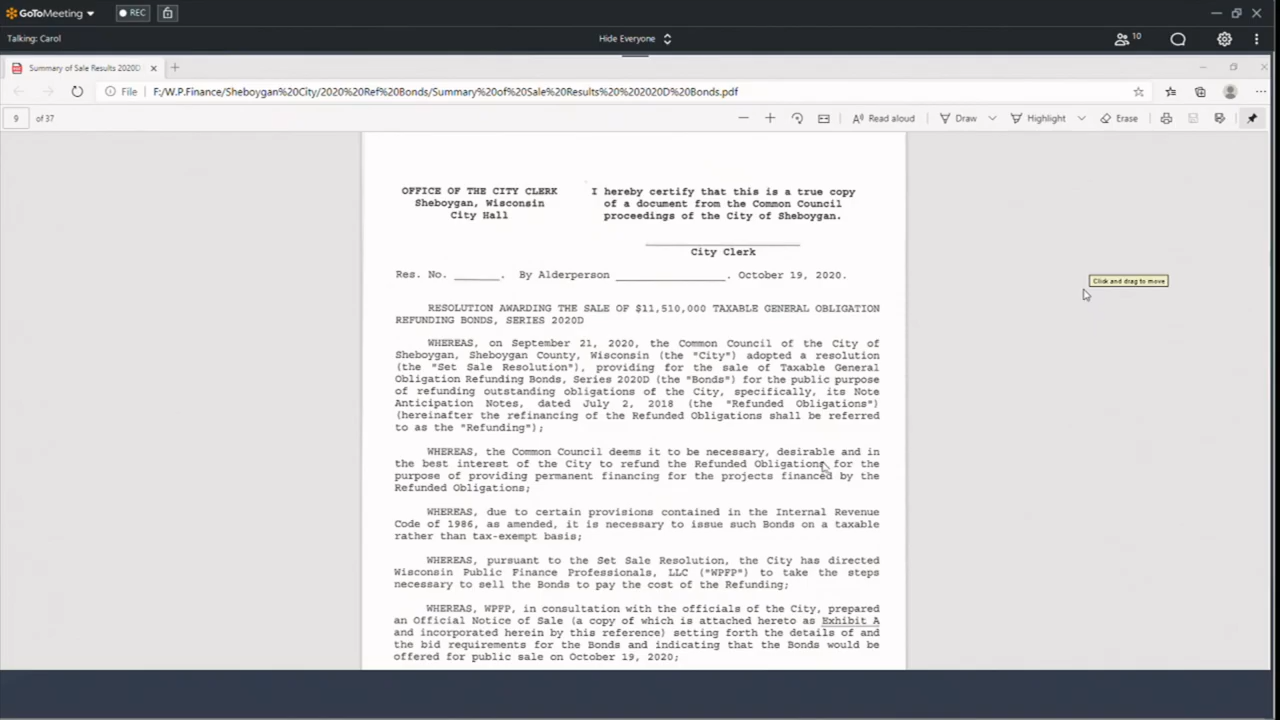 GoToMeeting
REC
Talking: Carol
Hide Everyone
10
Summary of Sale Results 2020D
File
F:/W.P.Finance/Sheboygan%20City/2020%20Ref%20Bonds/Summary%20of%20Sale%20Results%20%202020D%20Bonds.pdf
9 of 37
Read aloud
Draw
Highlight
Erase
OFFICE OF THE CITY CLERK
Sheboygan, Wisconsin
City Hall
I hereby certify that this is a true copy
of a document from the Common Council
proceedings of the City of Sheboygan.
City Clerk
Res. No. _______. By Alderperson _________________. October 19, 2020.
Click and drag to move
RESOLUTION AWARDING THE SALE OF $11,510,000 TAXABLE GENERAL OBLIGATION
REFUNDING BONDS, SERIES 2020D
WHEREAS, on September 21, 2020, the Common Council of the City of
Sheboygan, Sheboygan County, Wisconsin (the "City") adopted a resolution
(the "Set Sale Resolution"), providing for the sale of Taxable General
Obligation Refunding Bonds, Series 2020D (the "Bonds") for the public purpose
of refunding outstanding obligations of the City, specifically, its Note
Anticipation Notes, dated July 2, 2018 (the "Refunded Obligations")
(hereinafter the refinancing of the Refunded Obligations shall be referred
to as the "Refunding");
WHEREAS, the Common Council deems it to be necessary, desirable and in
the best interest of the City to refund the Refunded Obligations for the
purpose of providing permanent financing for the projects financed by the
Refunded Obligations;
WHEREAS, due to certain provisions contained in the Internal Revenue
Code of 1986, as amended, it is necessary to issue such Bonds on a taxable
rather than tax-exempt basis;
WHEREAS, pursuant to the Set Sale Resolution, the City has directed
Wisconsin Public Finance Professionals, LLC ("WPFP") to take the steps
necessary to sell the Bonds to pay the cost of the Refunding;
WHEREAS, WPFP, in consultation with the officials of the City, prepared
an Official Notice of Sale (a copy of which is attached hereto as Exhibit A
and incorporated herein by this reference) setting forth the details of and
the bid requirements for the Bonds and indicating that the Bonds would be
offered for public sale on October 19, 2020;